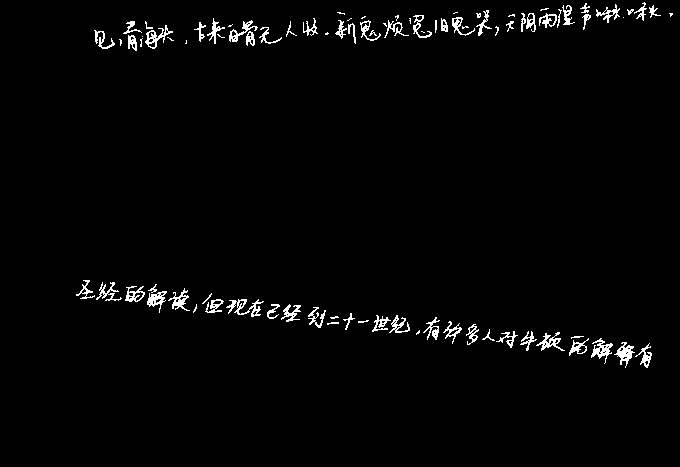 见,青海头,古来白骨无人收.新鬼烦冤旧鬼哭,天阴雨湿声啾啾.
圣经的解读,但现在已经到二十一世纪,有许多人对牛顿的解释有